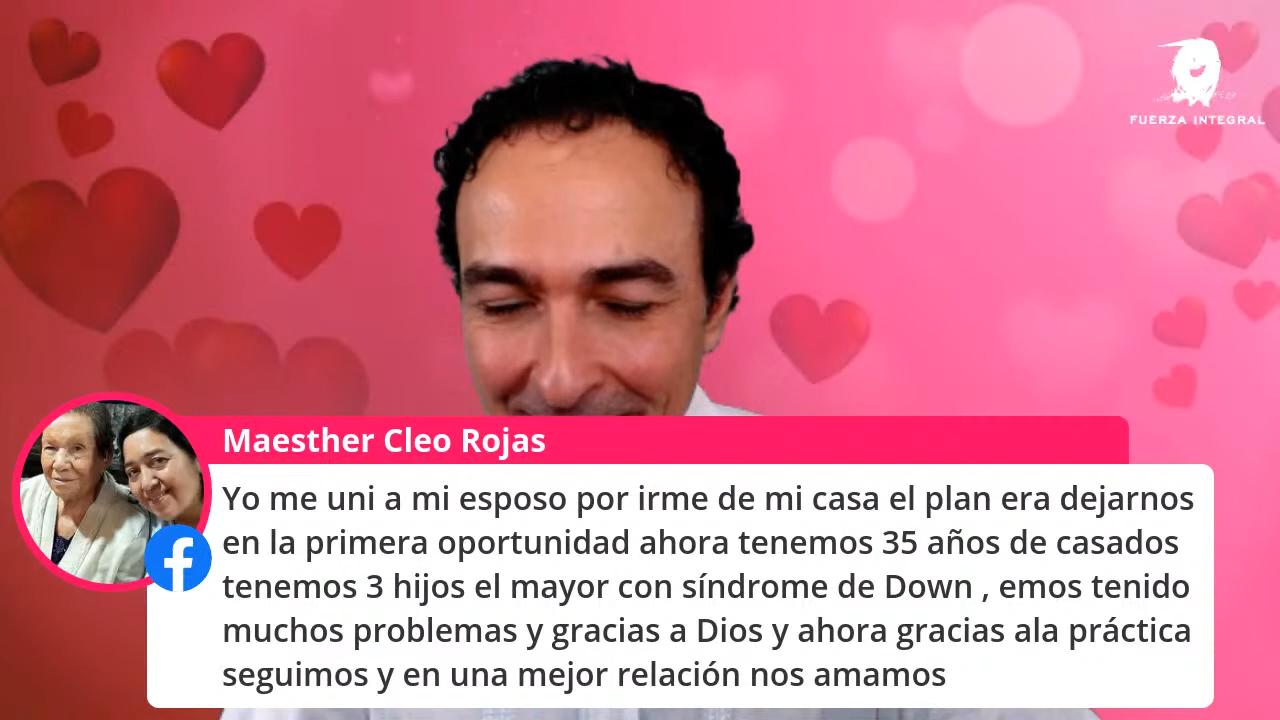 FUERZA INTEGRAL
Maesther Cleo Rojas
Yo me uni a mi esposo por irme de mi casa el plan era dejarnos
en la primera oportunidad ahora tenemos 35 años de casados
tenemos 3 hijos el mayor con síndrome de Down , emos tenido
muchos problemas y gracias a Dios y ahora gracias ala práctica
seguimos y en una mejor relación nos amamos